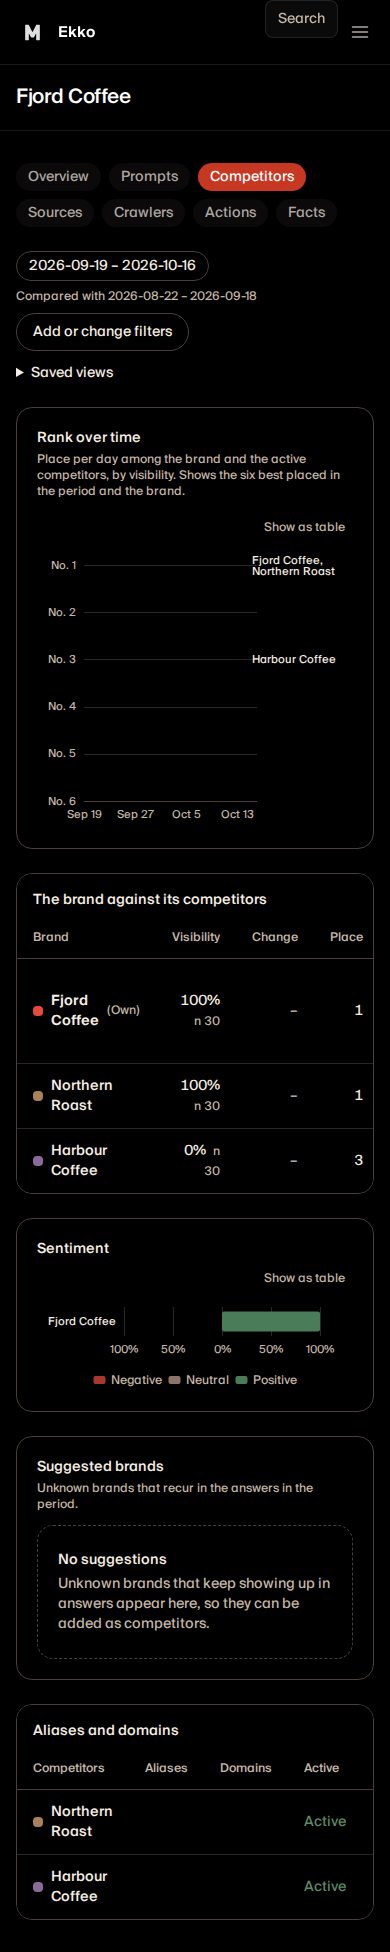 Ekko
Search
Fjord Coffee
Overview Prompts Competitors
Sources Crawlers Actions Facts
2026-09-19 – 2026-10-16
Compared with 2026-08-22 – 2026-09-18
Add or change filters
Saved views
Rank over time
Place per day among the brand and the active
competitors, by visibility. Shows the six best placed in
the period and the brand.
Show as table
No. 1
Fjord Coffee,
Northern Roast
No. 2
No. 3 Harbour Coffee
No. 4
No. 5
No. 6
Sep 19 Sep 27 Oct 5 Oct 13
The brand against its competitors
Brand Visibility Change Place
Fjord
Coffee (Own) 100% n 30 – 1
Northern
Roast 100% n 30 – 1
Harbour
Coffee 0% n 30 – 3
Sentiment
Show as table
Fjord Coffee
100% 50% 0% 50% 100%
Negative Neutral Positive
Suggested brands
Unknown brands that recur in the answers in the
period.
No suggestions
Unknown brands that keep showing up in
answers appear here, so they can be
added as competitors.
Aliases and domains
Competitors Aliases Domains Active
Northern
Roast Active
Harbour
Coffee Active